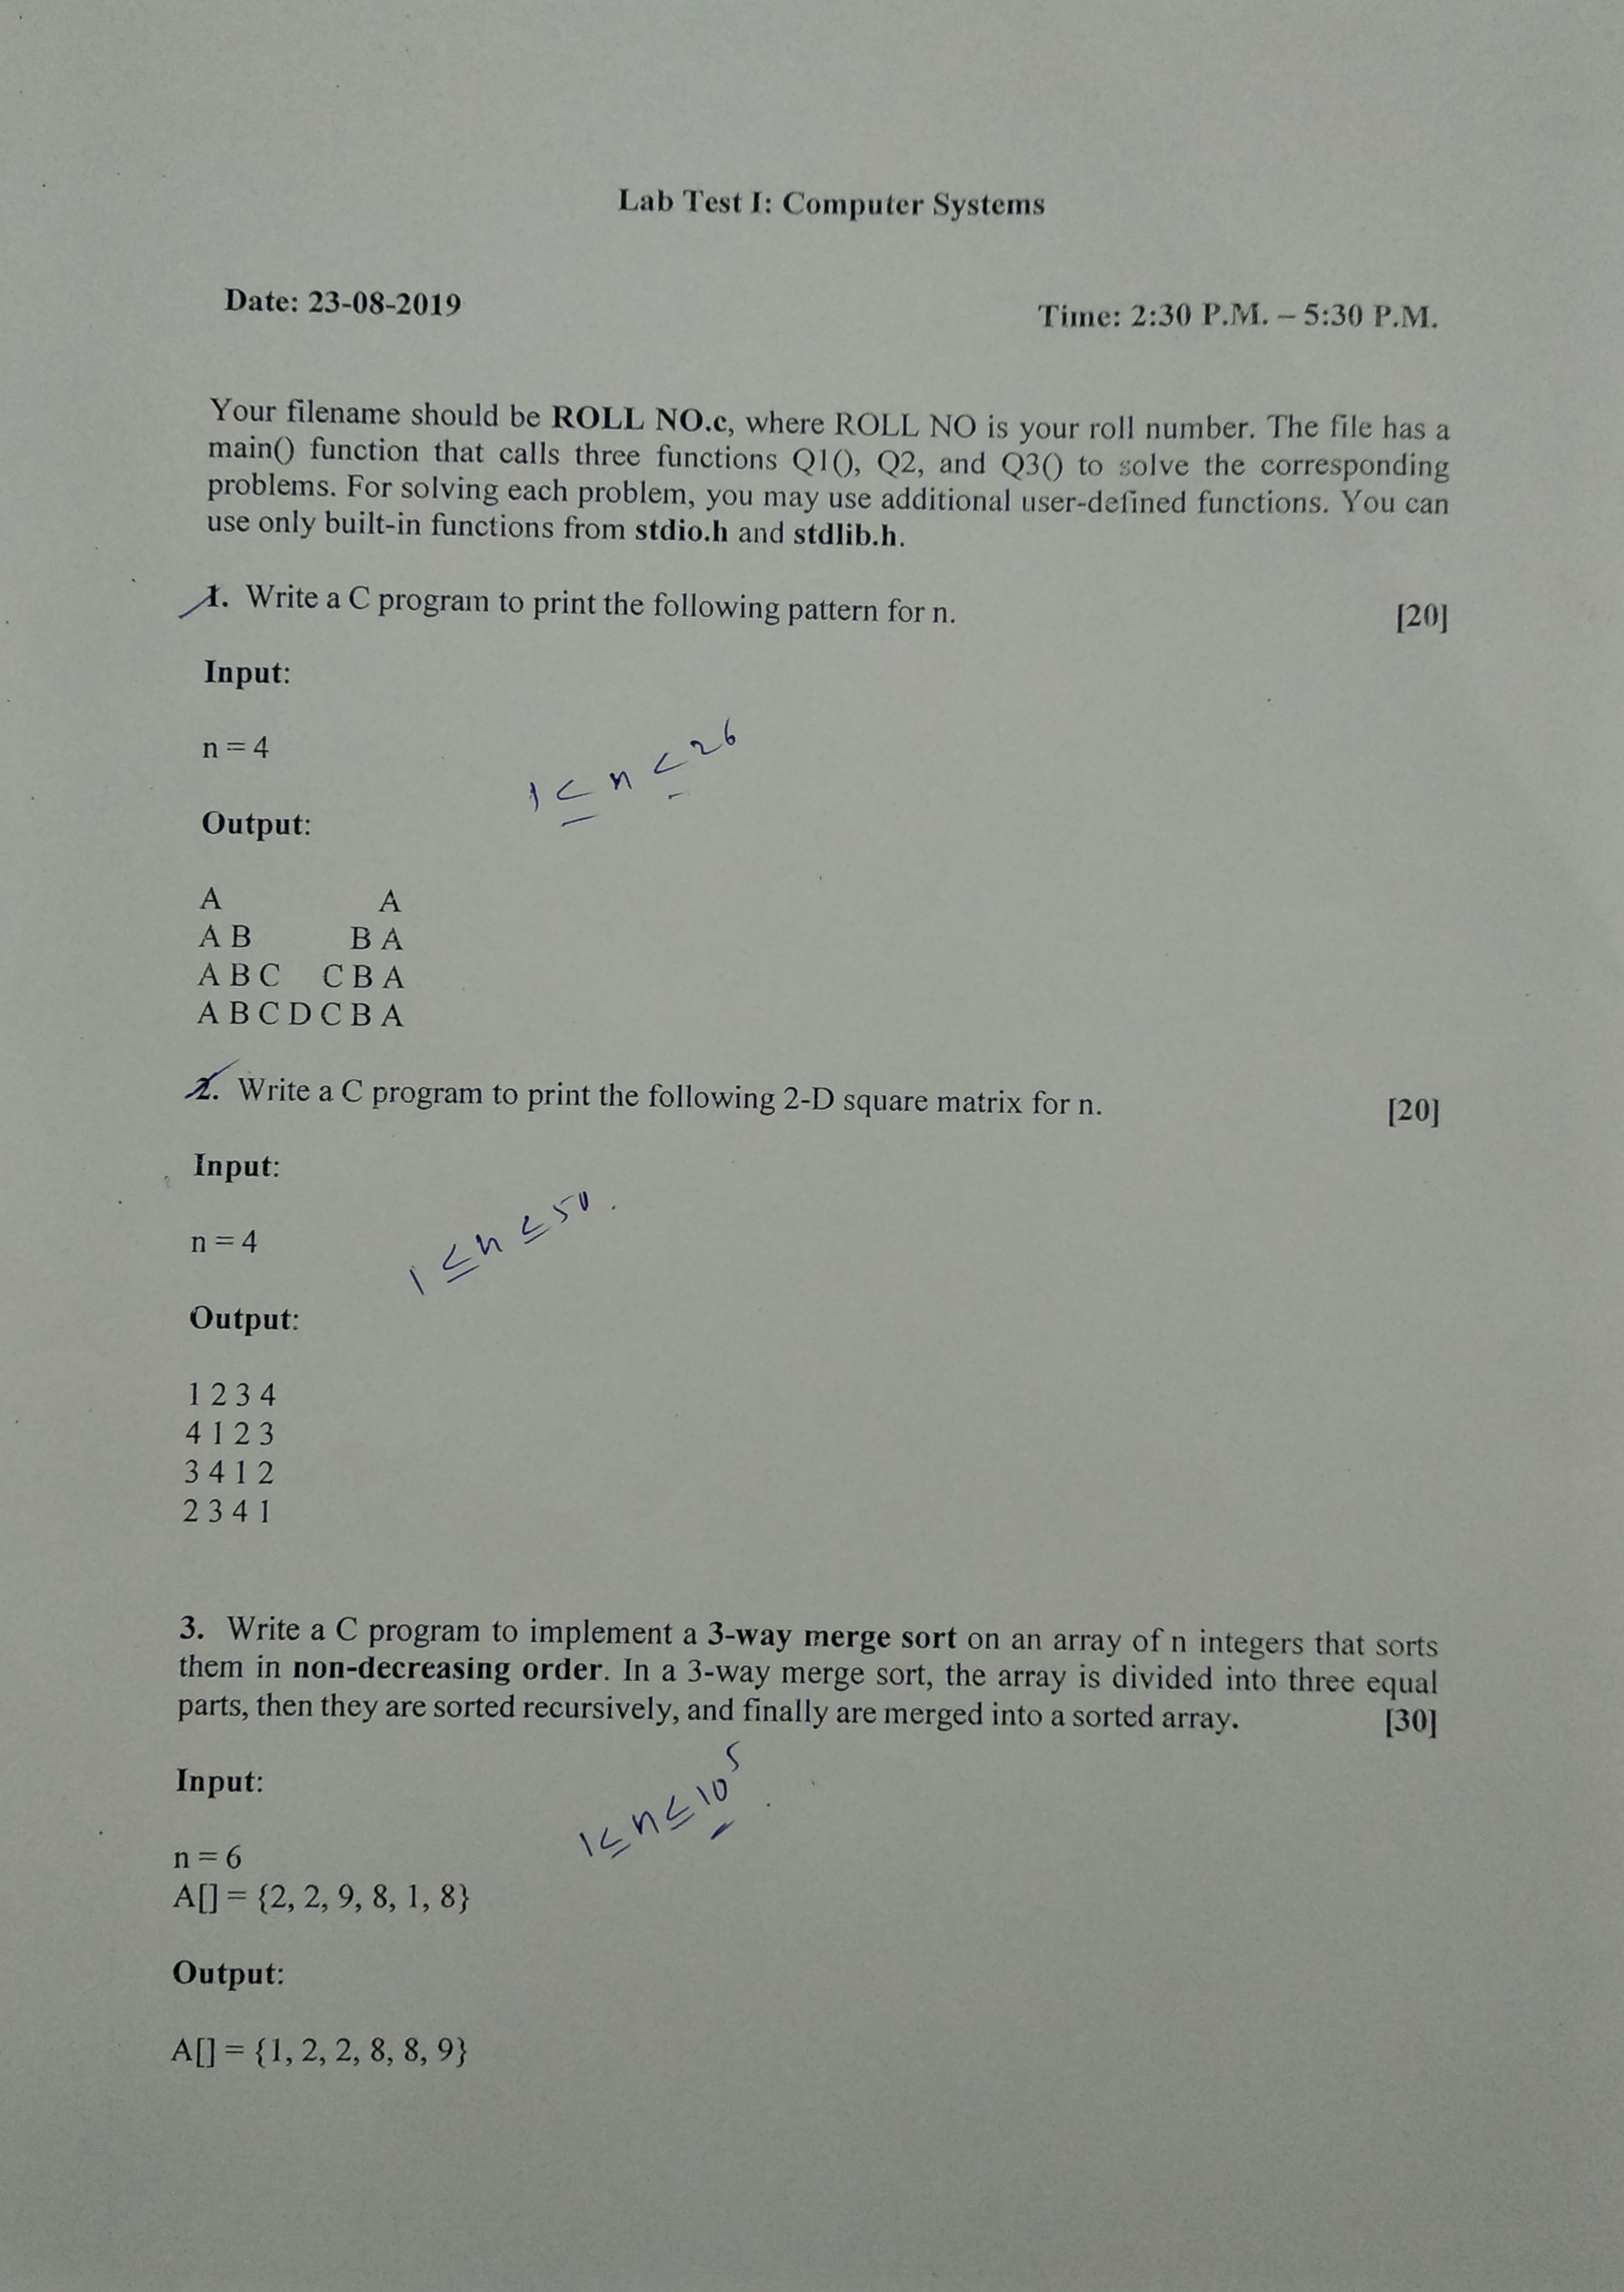 Lab Test I: Computer Systems
Date: 23-08-2019 Time: 2:30 P.M. – 5:30 P.M.
Your filename should be ROLL NO.c, where ROLL NO is your roll number. The file has a
main() function that calls three functions Q1(), Q2, and Q3() to solve the corresponding
problems. For solving each problem, you may use additional user-defined functions. You can
use only built-in functions from stdio.h and stdlib.h.
1. Write a C program to print the following pattern for n. [20]
Input:
n = 4
1 ≤ n ≤ 26
Output:
A A
A B B A
A B C C B A
A B C D C B A
2. Write a C program to print the following 2-D square matrix for n. [20]
Input:
n = 4
1 ≤ n ≤ 50.
Output:
1 2 3 4
4 1 2 3
3 4 1 2
2 3 4 1
3. Write a C program to implement a 3-way merge sort on an array of n integers that sorts
them in non-decreasing order. In a 3-way merge sort, the array is divided into three equal
parts, then they are sorted recursively, and finally are merged into a sorted array. [30]
Input:
1 ≤ n ≤ 10⁵.
n = 6
A[] = {2, 2, 9, 8, 1, 8}
Output:
A[] = {1, 2, 2, 8, 8, 9}